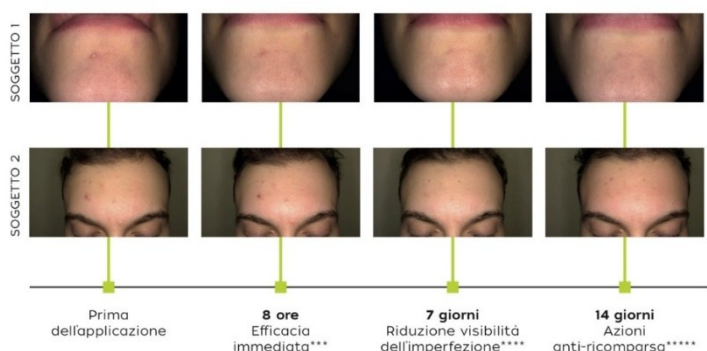 SOGGETTO 1
SOGGETTO 2
Prima
dell'applicazione
8 ore
Efficacia
immediata***
7 giorni
Riduzione visibilità
dell'imperfezione****
14 giorni
Azioni
anti-ricomparsa*****